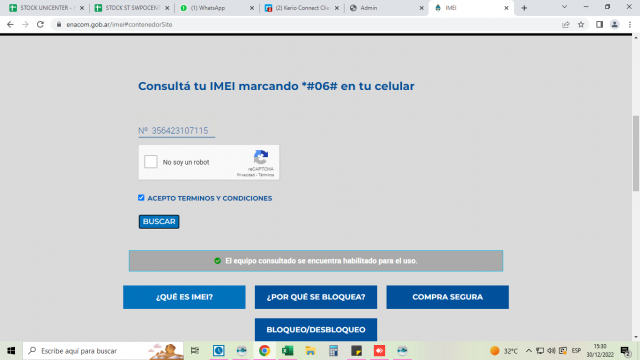 STOCK UNICENTER -
STOCK ST SWPOCENT
(1) WhatsApp
(2) Kerio Connect Clie
Admin
IMEI
enacom.gob.ar/imei#contenedorSite
Consultá tu IMEI marcando *#06# en tu celular
Nº 356423107115
No soy un robot
reCAPTCHA
Privacidad - Términos
ACEPTO TERMINOS Y CONDICIONES
BUSCAR
El equipo consultado se encuentra habilitado para el uso.
¿QUÉ ES IMEI?
¿POR QUÉ SE BLOQUEA?
COMPRA SEGURA
BLOQUEO/DESBLOQUEO
Escribe aquí para buscar
32°C
ESP
15:30
30/12/2022